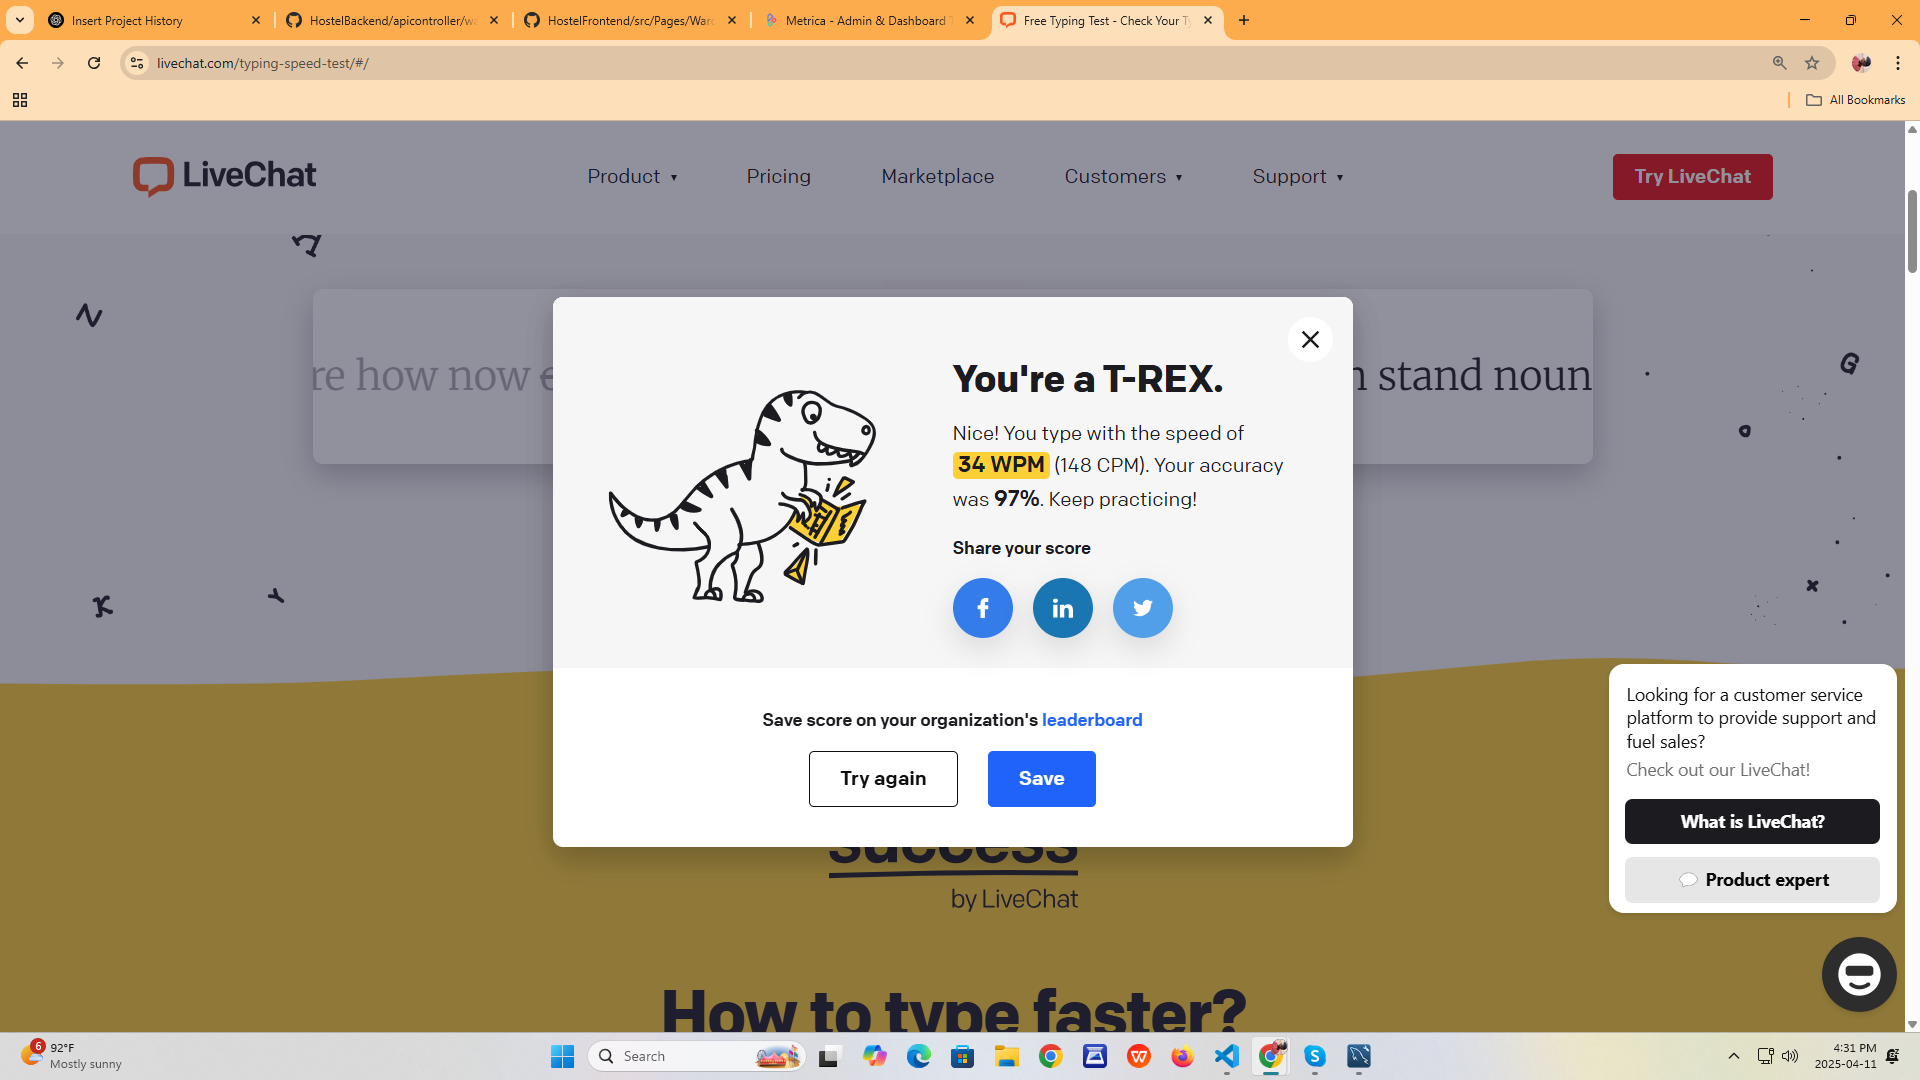 Insert Project History
HostelBackend/apicontroller/wa
HostelFrontend/src/Pages/Ward
Metrica - Admin & Dashboard T
Free Typing Test - Check Your Ty
livechat.com/typing-speed-test/#/
All Bookmarks
LiveChat
Product
Pricing
Marketplace
Customers
Support
Try LiveChat
re how now
stand noun
N
G
K
Y
x
You're a T-REX.
Nice! You type with the speed of
34 WPM (148 CPM). Your accuracy
was 97%. Keep practicing!
Share your score
Save score on your organization's leaderboard
Try again
Save
success
by LiveChat
How to type faster?
Looking for a customer service
platform to provide support and
fuel sales?
Check out our LiveChat!
What is LiveChat?
Product expert
6
92°F
Mostly sunny
Search
4:31 PM
2025-04-11